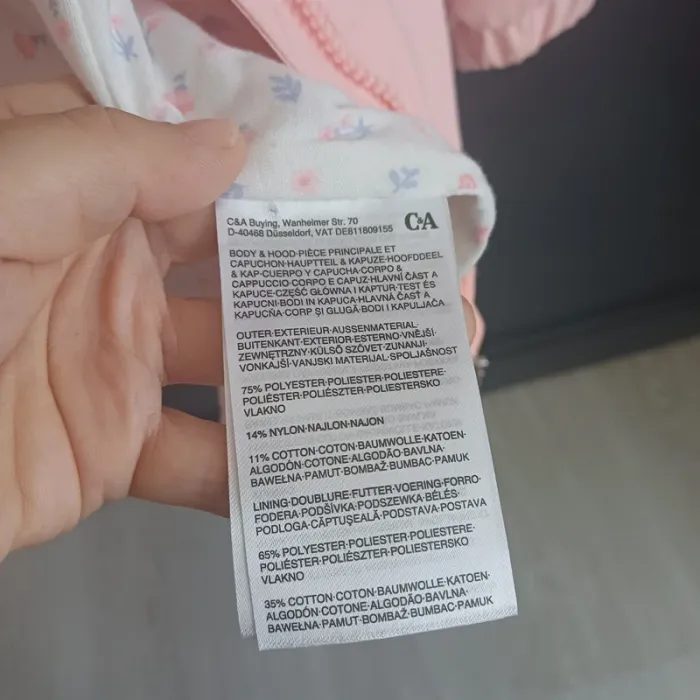 C&A Buying, Wanheimer Str. 70
D-40468 Düsseldorf, VAT DE811809155
C&A
BODY & HOOD·PIÈCE PRINCIPALE ET
CAPUCHON·HAUPTTEIL & KAPUZE·HOOFDDEEL
& KAP·CUERPO Y CAPUCHA·CORPO &
CAPPUCCIO·CORPO E CAPUZ·HLAVNÍ ČÁST A
KAPUCE·CZĘŚĆ GŁÓWNA I KAPTUR·TEST ÉS
KAPUCNI·BODI IN KAPUCA·HLAVNÁ ČASŤ A
KAPUCŇA·CORP ȘI GLUGĂ·BODI I KAPULJAČA
OUTER·EXTERIEUR·AUSSENMATERIAL·
BUITENKANT·EXTERIOR·ESTERNO·VNĚJŠÍ·
ZEWNĘTRZNY·KÜLSŐ SZÖVET·ZUNANJI·
VONKAJŠÍ·VANJSKI MATERIJAL·SPOLJAŠNOST
75% POLYESTER·POLIESTER·POLIESTERE·
POLIÉSTER·POLIÉSZTER·POLIESTERSKO
VLAKNO
14% NYLON·NAJLON·NAJON
11% COTTON·COTON·BAUMWOLLE·KATOEN·
ALGODÓN·COTONE·ALGODÃO·BAVLNA·
BAWEŁNA·PAMUT·BOMBAŽ·BUMBAC·PAMUK
LINING·DOUBLURE·FUTTER·VOERING·FORRO·
FODERA·PODŠÍVKA·PODSZEWKA·BÉLÉS·
PODLOGA·CĂPTUȘEALĂ·PODSTAVA·POSTAVA
65% POLYESTER·POLIESTER·POLIESTERE·
POLIÉSTER·POLIÉSZTER·POLIESTERSKO
VLAKNO
35% COTTON·COTON·BAUMWOLLE·KATOEN·
ALGODÓN·COTONE·ALGODÃO·BAVLNA·
BAWEŁNA·PAMUT·BOMBAŽ·BUMBAC·PAMUK